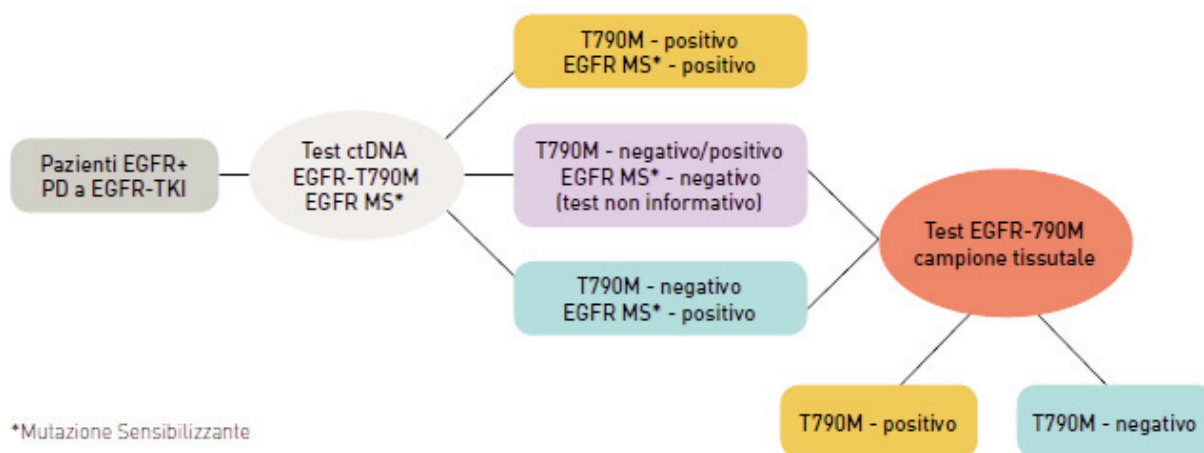 Pazienti EGFR+
PD a EGFR-TKI
Test ctDNA
EGFR-T790M
EGFR MS*
T790M - positivo
EGFR MS* - positivo
T790M - negativo/positivo
EGFR MS* - negativo
(test non informativo)
T790M - negativo
EGFR MS* - positivo
Test EGFR-790M
campione tissutale
T790M - positivo
T790M - negativo
*Mutazione Sensibilizzante